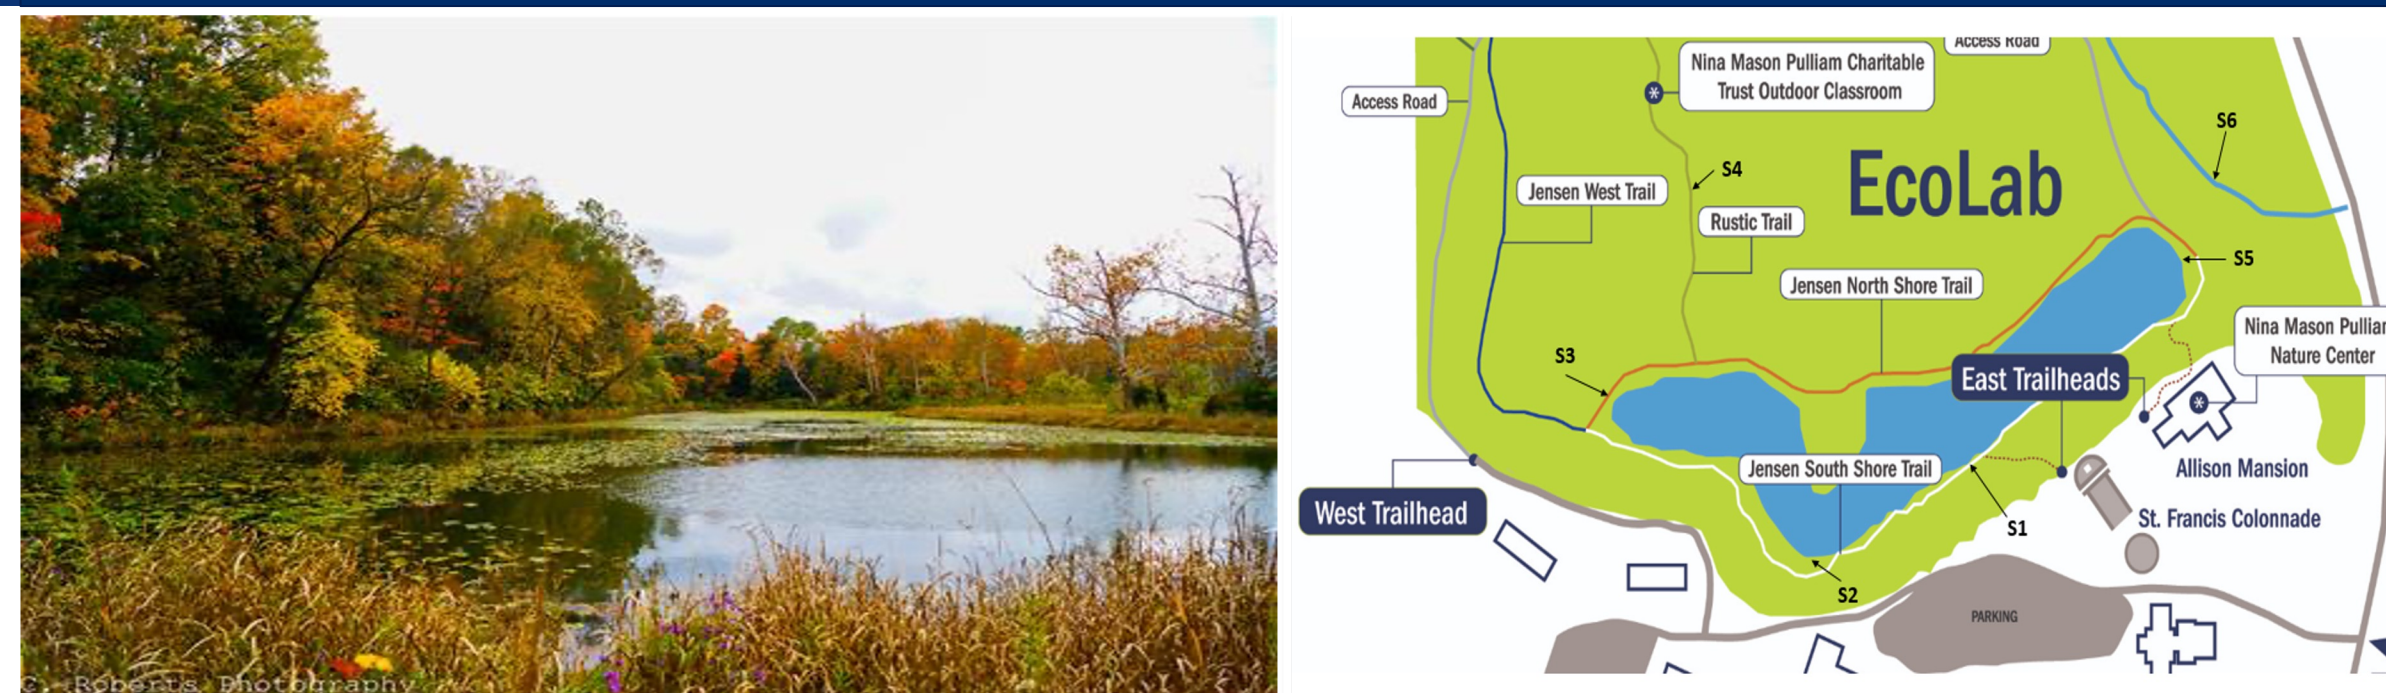 C. Roberts Photography
Access Road
Nina Mason Pulliam Charitable
Trust Outdoor Classroom
Access Road
S6
EcoLab
S4
Jensen West Trail
Rustic Trail
S5
Jensen North Shore Trail
Nina Mason Pulliam
Nature Center
S3
East Trailheads
Jensen South Shore Trail
Allison Mansion
West Trailhead
St. Francis Colonnade
S1
S2
PARKING